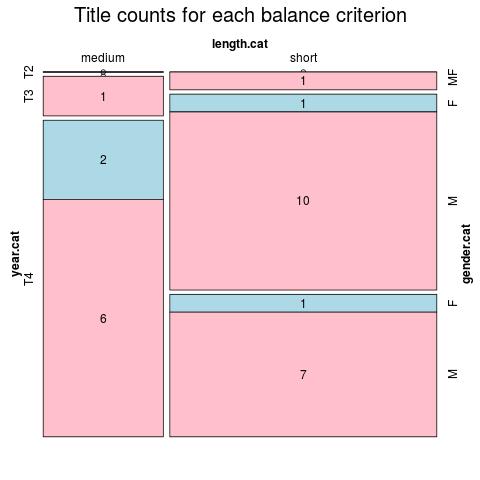 Title counts for each balance criterion
length.cat
medium short
T2
T3
T4
year.cat
1
2
6
1
1
10
1
7
MF
F
M
F
M
gender.cat